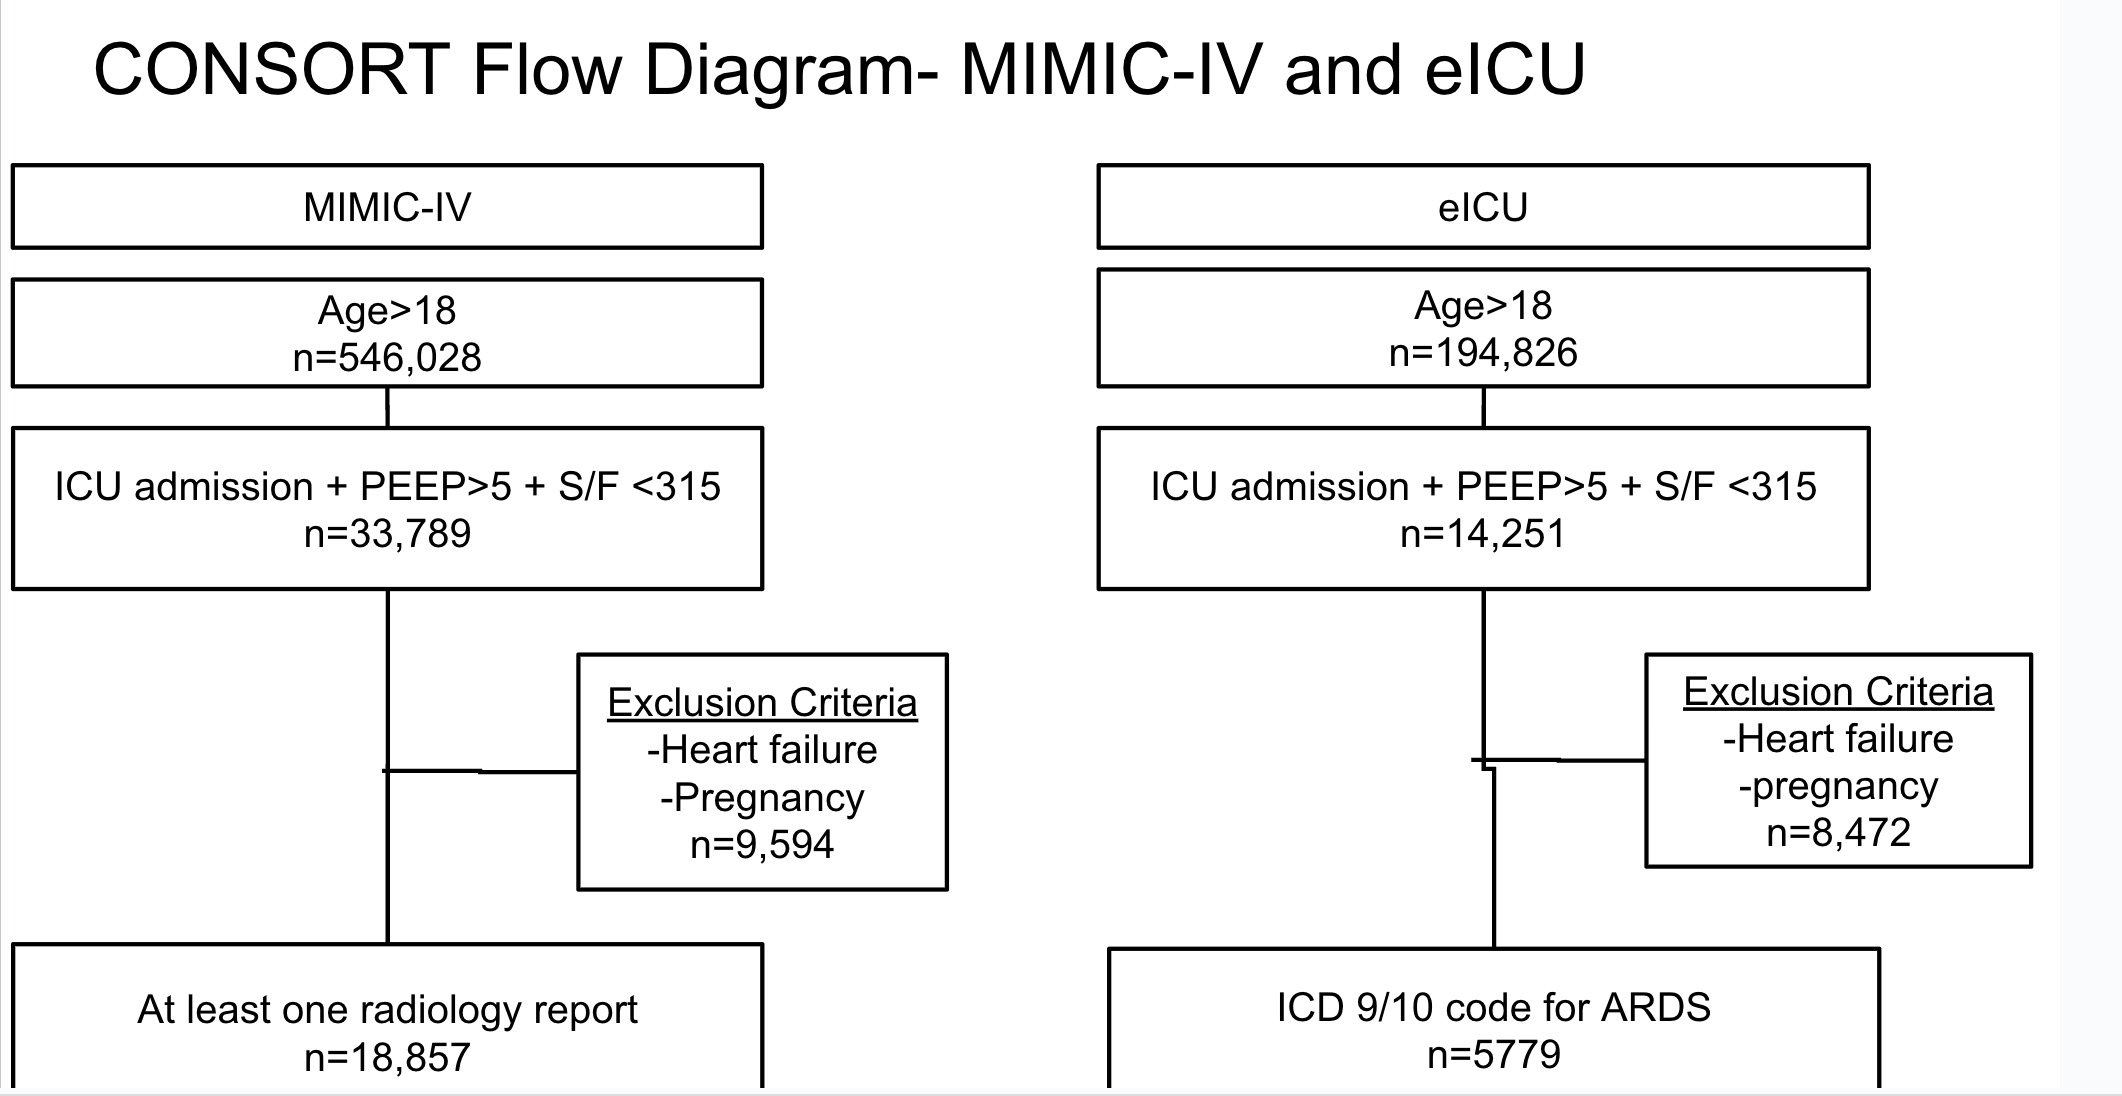 CONSORT Flow Diagram- MIMIC-IV and eICU
MIMIC-IV
Age>18
n=546,028
ICU admission + PEEP>5 + S/F <315
n=33,789
Exclusion Criteria
-Heart failure
-Pregnancy
n=9,594
At least one radiology report
n=18,857
eICU
Age>18
n=194,826
ICU admission + PEEP>5 + S/F <315
n=14,251
Exclusion Criteria
-Heart failure
-pregnancy
n=8,472
ICD 9/10 code for ARDS
n=5779